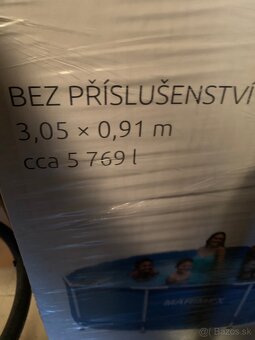 BEZ PŘÍSLUŠENSTVÍ
3,05 × 0,91 m
cca 5 769 l
MARIMEX
Bazos.sk